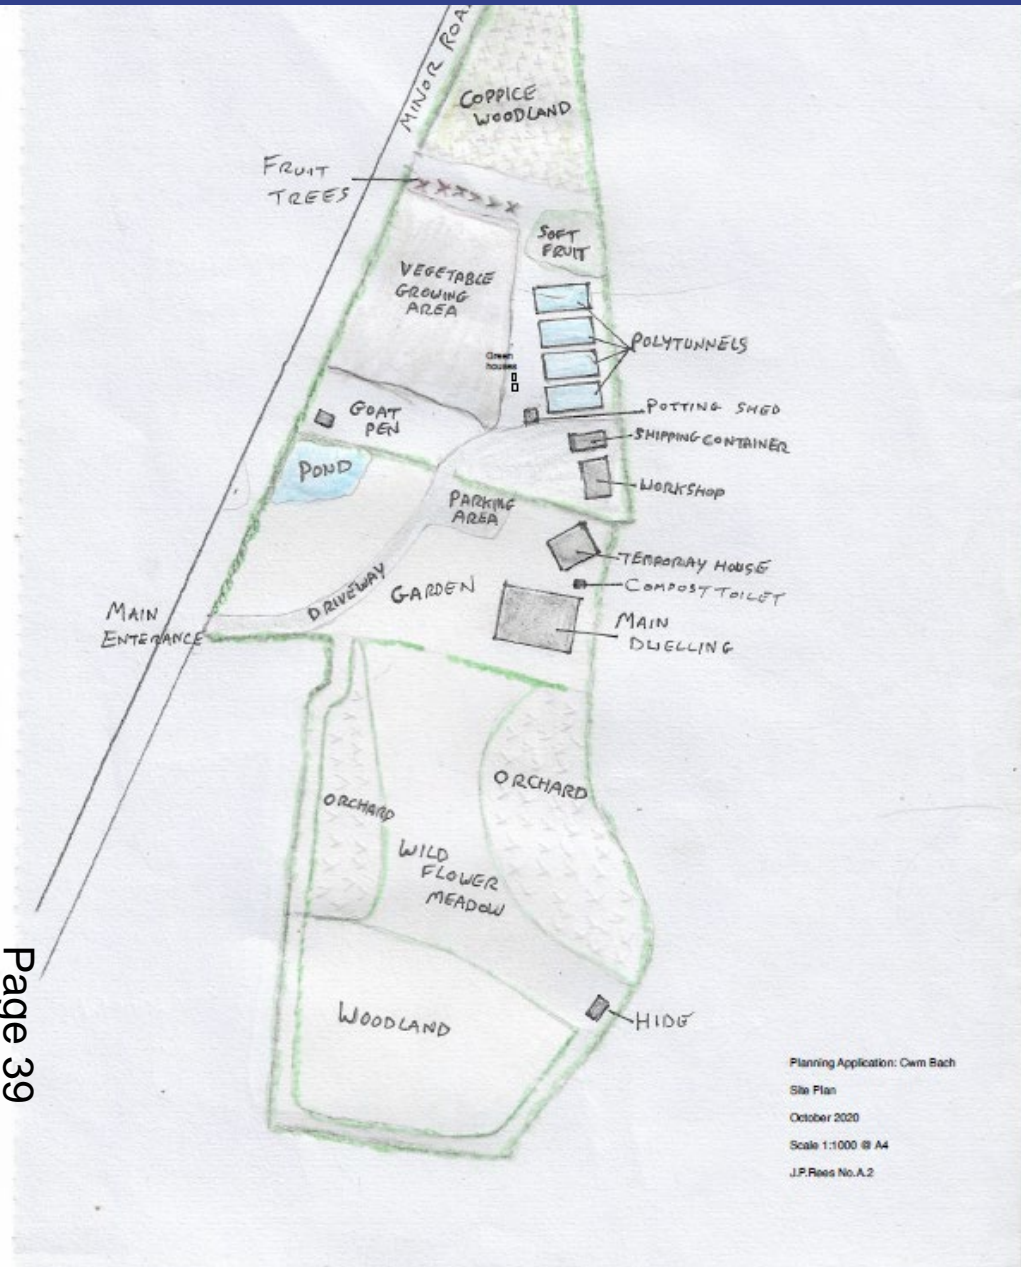 MINOR ROA
COPPICE
WOODLAND
FRUIT
TREES
SOFT
FRUIT
VEGETABLE
GROWING
AREA
Green
houses
POLYTUNNELS
POTTING SHED
SHIPPING CONTAINER
GOAT
PEN
POND
WORKSHOP
PARKING
AREA
TEMPORAY HOUSE
COMPOST TOILET
DRIVEWAY
GARDEN
MAIN
ENTERANCE
MAIN
DWELLING
ORCHARD
ORCHARD
WILD
FLOWER
MEADOW
WOODLAND
HIDE
Page 39
Planning Application: Cwm Bach
Site Plan
October 2020
Scale 1:1000 @ A4
J.P.Rees No.A.2